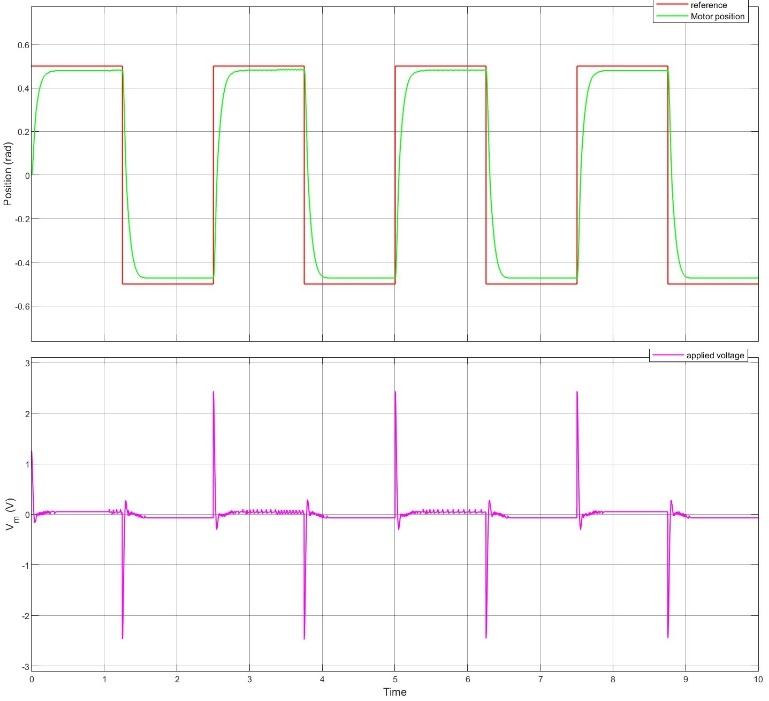 reference
Motor position
0.6
0.4
0.2
0
-0.2
-0.4
-0.6
Position (rad)
applied voltage
3
2
1
0
-1
-2
-3
V_m (V)
0 1 2 3 4 5 6 7 8 9 10
Time